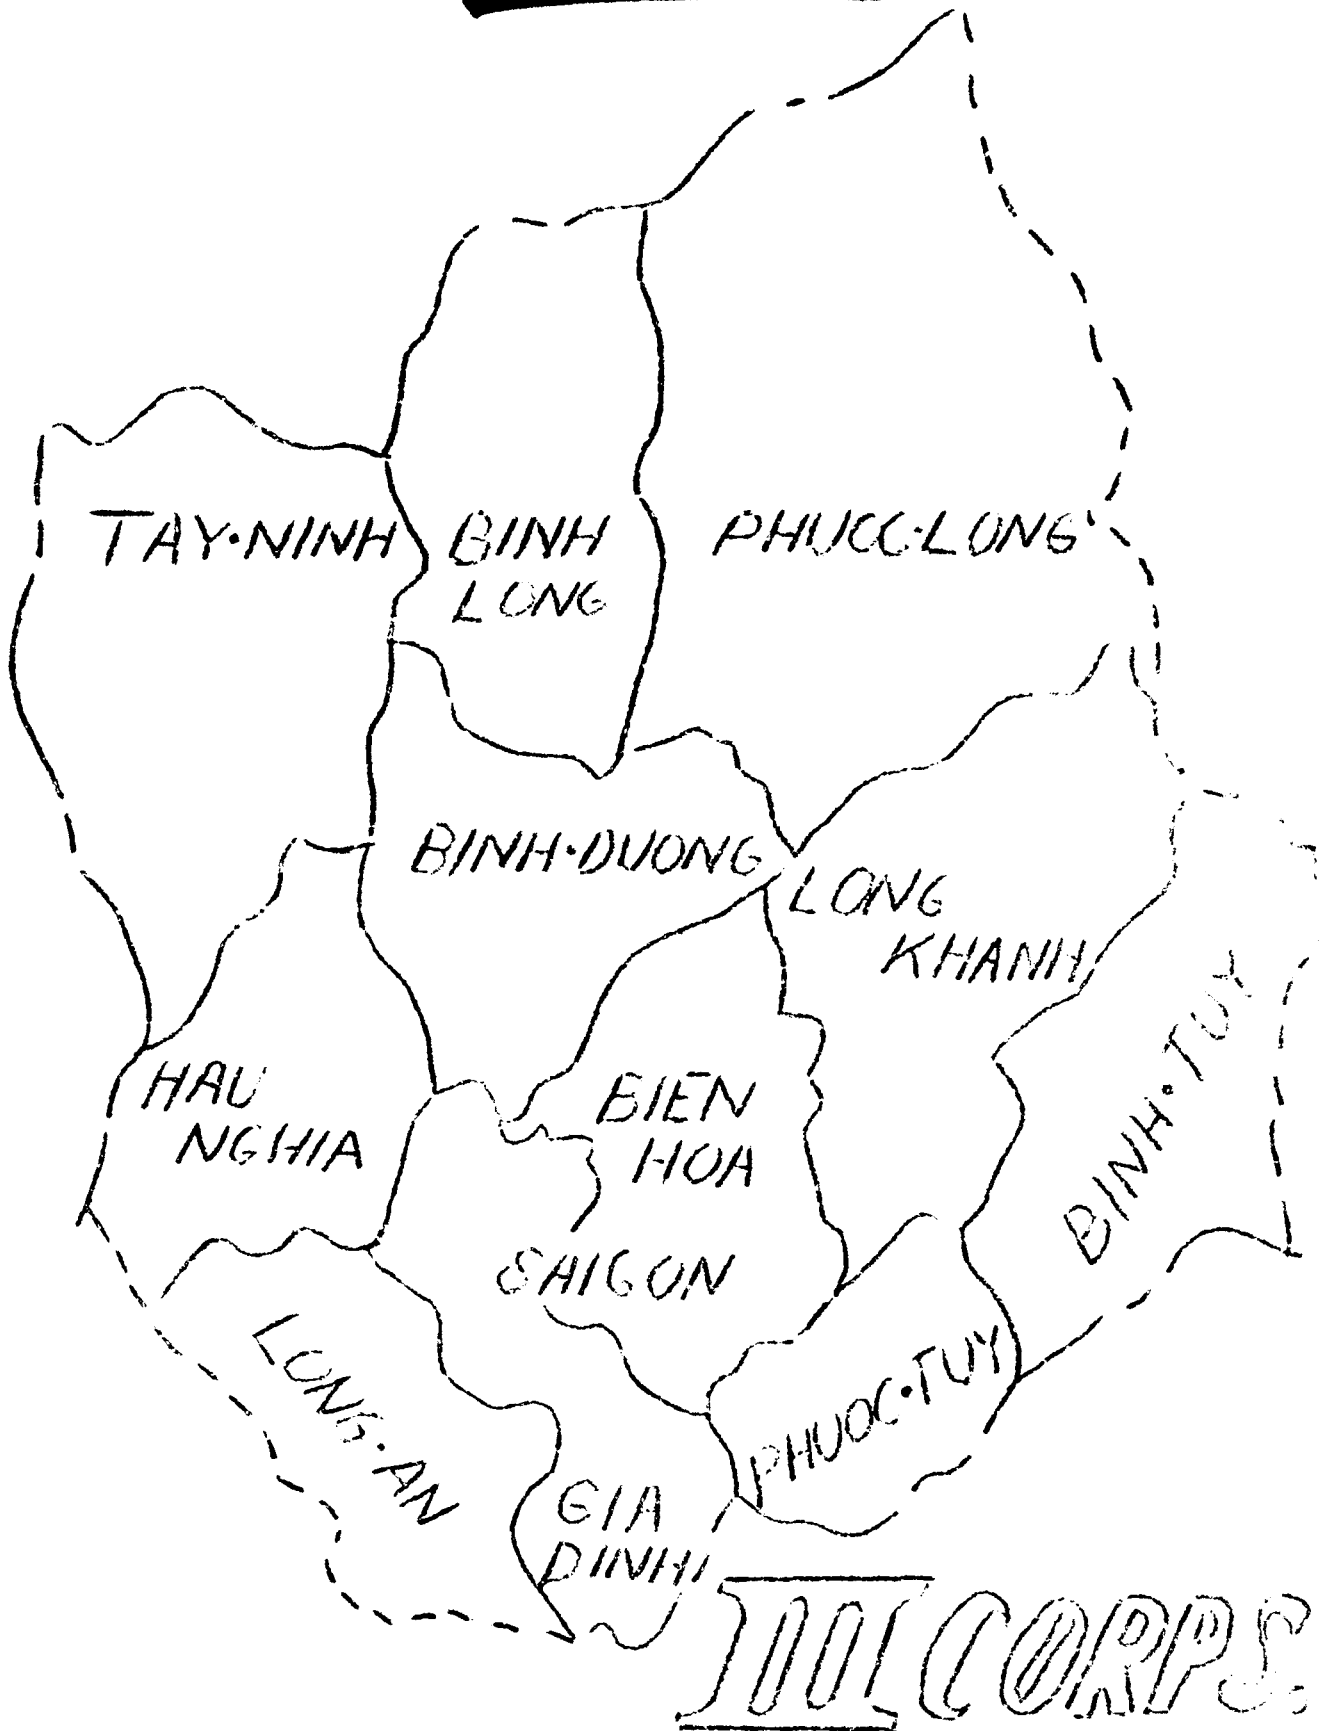 TAY·NINH
BINH
LONG
PHUOC·LONG
BINH·DUONG
LONG
KHANH
BINH·TUY
HAU
NGHIA
BIEN
HOA
SAIGON
LONG·AN
PHUOC·TUY
GIA
DINH
III CORPS.